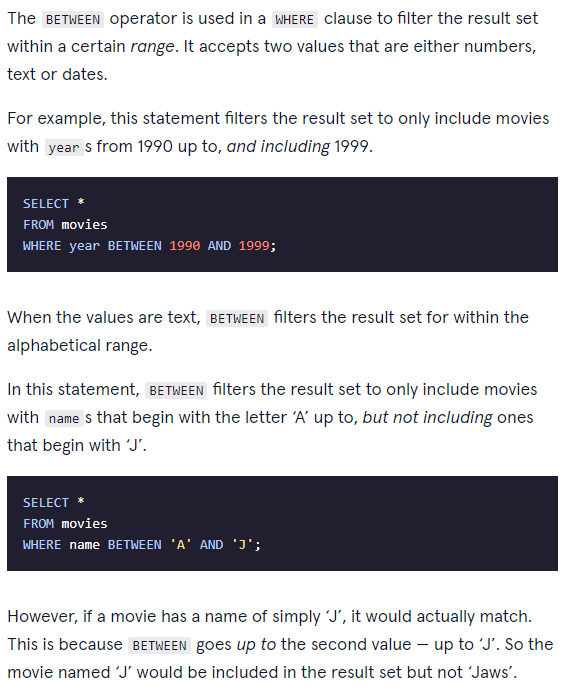 The BETWEEN operator is used in a WHERE clause to filter the result set
within a certain range. It accepts two values that are either numbers,
text or dates.
For example, this statement filters the result set to only include movies
with year s from 1990 up to, and including 1999.
SELECT *
FROM movies
WHERE year BETWEEN 1990 AND 1999;
When the values are text, BETWEEN filters the result set for within the
alphabetical range.
In this statement, BETWEEN filters the result set to only include movies
with name s that begin with the letter ‘A’ up to, but not including ones
that begin with ‘J’.
SELECT *
FROM movies
WHERE name BETWEEN 'A' AND 'J';
However, if a movie has a name of simply ‘J’, it would actually match.
This is because BETWEEN goes up to the second value — up to ‘J’. So the
movie named ‘J’ would be included in the result set but not ‘Jaws’.